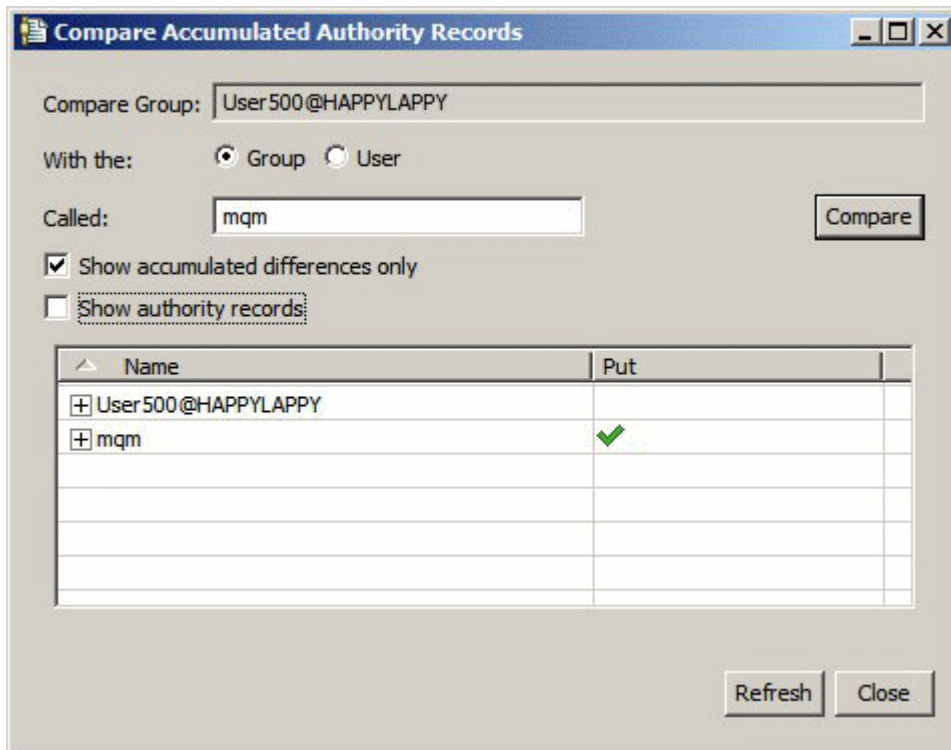 Compare Accumulated Authority Records
Compare Group: User500@HAPPYLAPPY
With the: Group User
Called: mqm Compare
Show accumulated differences only
Show authority records
Name Put
User500@HAPPYLAPPY
mqm
Refresh Close